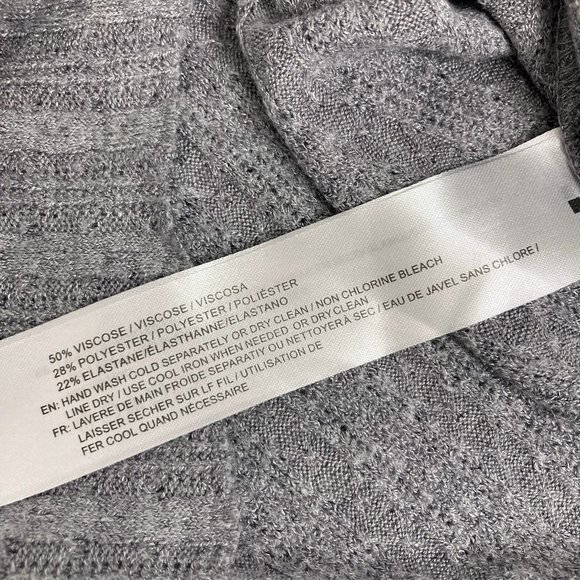 50% VISCOSE / VISCOSE / VISCOSA
28% POLYESTER / POLYESTER / POLIÉSTER
22% ELASTANE/ÉLASTHANNE/ELASTANO
EN: HAND WASH COLD SEPARATELY OR DRY CLEAN / NON CHLORINE BLEACH
LINE DRY / USE COOL IRON WHEN NEEDED OR DRY.CLEAN
FR: LAVERE DE MAIN FROIDE SEPARATIU OU NETTOYER À SEC / EAU DE JAVEL SANS CHLORE /
LAISSER SECHER SUR LF FIL / UTILISATION DE
FER COOL QUAND NÉCESSAIRE